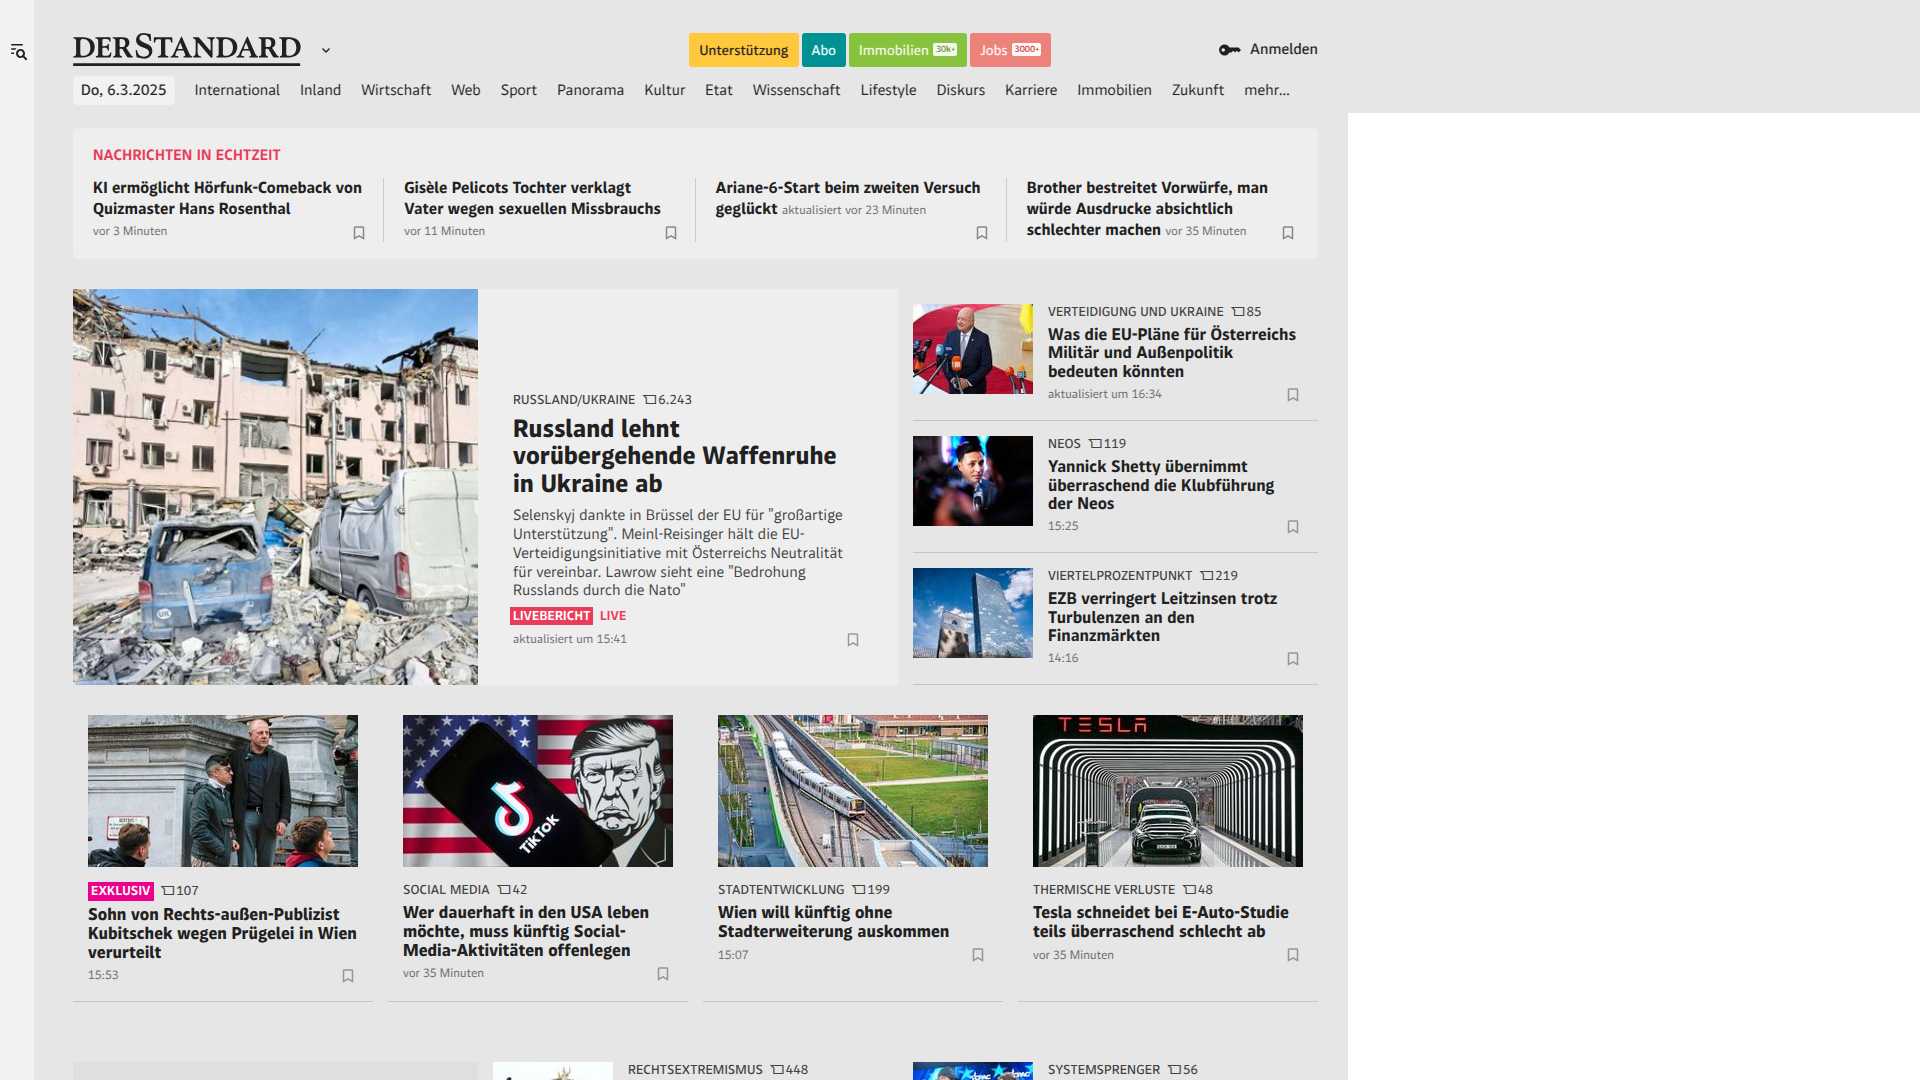 DERSTANDARD
Unterstützung
Abo
Immobilien 30k+
Jobs 3000+
Anmelden
Do, 6.3.2025
International
Inland
Wirtschaft
Web
Sport
Panorama
Kultur
Etat
Wissenschaft
Lifestyle
Diskurs
Karriere
Immobilien
Zukunft
mehr...
NACHRICHTEN IN ECHTZEIT
KI ermöglicht Hörfunk-Comeback von
Quizmaster Hans Rosenthal
vor 3 Minuten
Gisèle Pelicots Tochter verklagt
Vater wegen sexuellen Missbrauchs
vor 11 Minuten
Ariane-6-Start beim zweiten Versuch
geglückt aktualisiert vor 23 Minuten
Brother bestreitet Vorwürfe, man
würde Ausdrucke absichtlich
schlechter machen vor 35 Minuten
RUSSLAND/UKRAINE 6.243
Russland lehnt
vorübergehende Waffenruhe
in Ukraine ab
Selenskyj dankte in Brüssel der EU für "großartige
Unterstützung". Meinl-Reisinger hält die EU-
Verteidigungsinitiative mit Österreichs Neutralität
für vereinbar. Lawrow sieht eine "Bedrohung
Russlands durch die Nato"
LIVEBERICHT LIVE
aktualisiert um 15:41
VERTEIDIGUNG UND UKRAINE 85
Was die EU-Pläne für Österreichs
Militär und Außenpolitik
bedeuten könnten
aktualisiert um 16:34
NEOS 119
Yannick Shetty übernimmt
überraschend die Klubführung
der Neos
15:25
VIERTELPROZENTPUNKT 219
EZB verringert Leitzinsen trotz
Turbulenzen an den
Finanzmärkten
14:16
EXKLUSIV 107
Sohn von Rechts-außen-Publizist
Kubitschek wegen Prügelei in Wien
verurteilt
15:53
TikTok
SOCIAL MEDIA 42
Wer dauerhaft in den USA leben
möchte, muss künftig Social-
Media-Aktivitäten offenlegen
vor 35 Minuten
STADTENTWICKLUNG 199
Wien will künftig ohne
Stadterweiterung auskommen
15:07
TESLA
THERMISCHE VERLUSTE 48
Tesla schneidet bei E-Auto-Studie
teils überraschend schlecht ab
vor 35 Minuten
RECHTSEXTREMISMUS 448
SYSTEMSPRENGER 56